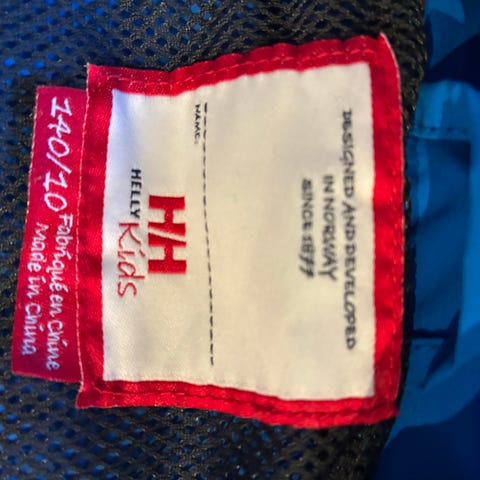 DESIGNED AND DEVELOPED
IN NORWAY
SINCE 1877
NAME:
HH
HELLY
Kids
140/10 Fabriqué en Chine
Made in China